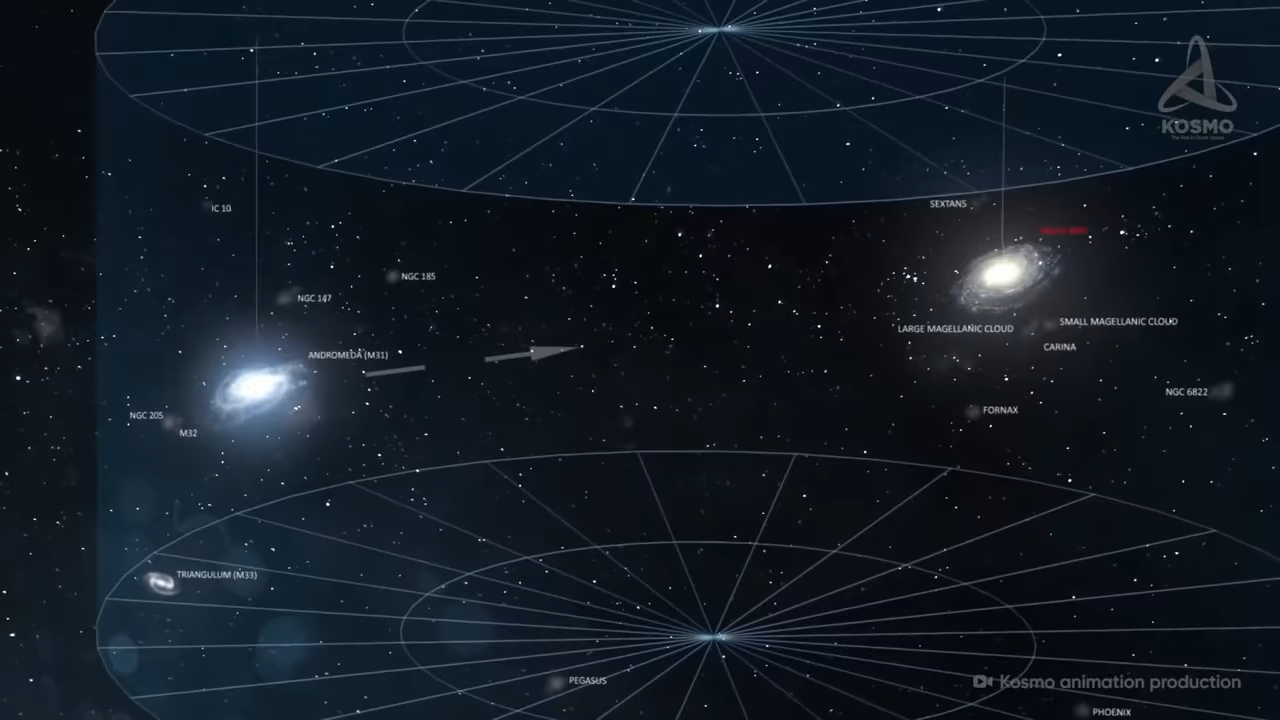 KOSMO
IC 10
SEXTANS
NGC 185
NGC 147
LARGE MAGELLANIC CLOUD
SMALL MAGELLANIC CLOUD
CARINA
ANDROMEDA (M31)
NGC 6822
NGC 205
FORNAX
M32
TRIANGULUM (M33)
PEGASUS
Kosmo animation production
PHOENIX